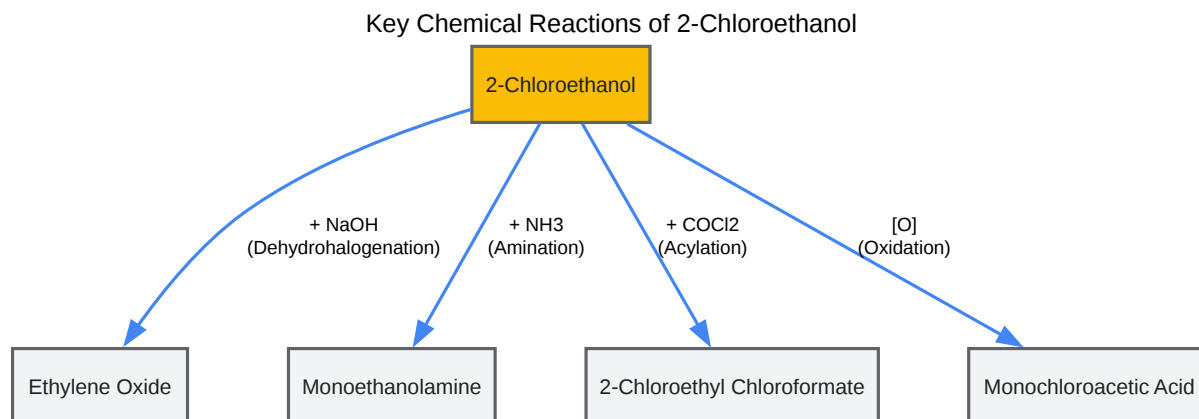 Key Chemical Reactions of 2-Chloroethanol
2-Chloroethanol
+ NaOH
(Dehydrohalogenation)
+ NH3
(Amination)
+ COCl2
(Acylation)
[O]
(Oxidation)
Ethylene Oxide
Monoethanolamine
2-Chloroethyl Chloroformate
Monochloroacetic Acid